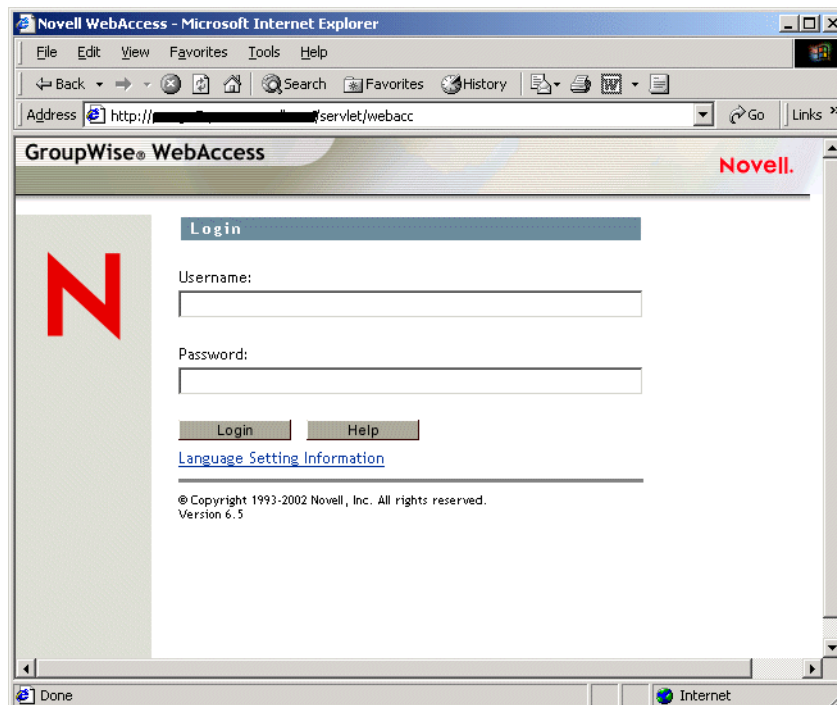 Novell WebAccess - Microsoft Internet Explorer
File Edit View Favorites Tools Help
Back Search Favorites History
Address http:// /servlet/webacc Go Links »
GroupWise® WebAccess
Novell.
Login
N
Username:
Password:
Login Help
Language Setting Information
© Copyright 1993-2002 Novell, Inc. All rights reserved.
Version 6.5
Done Internet